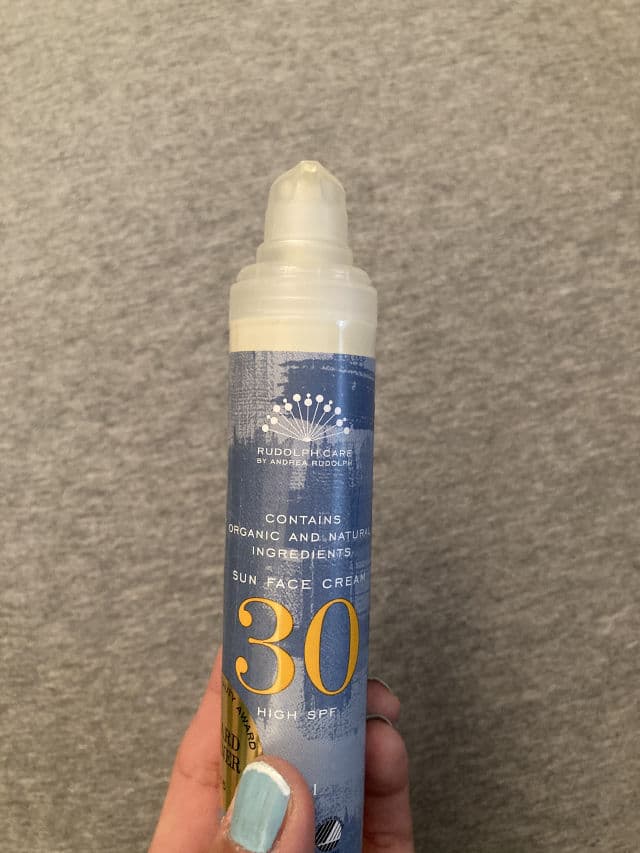 RUDOLPH CARE
BY ANDREA RUDOLPH
CONTAINS
ORGANIC AND NATURAL
INGREDIENTS
SUN FACE CREAM
30
HIGH SPF
AWARD